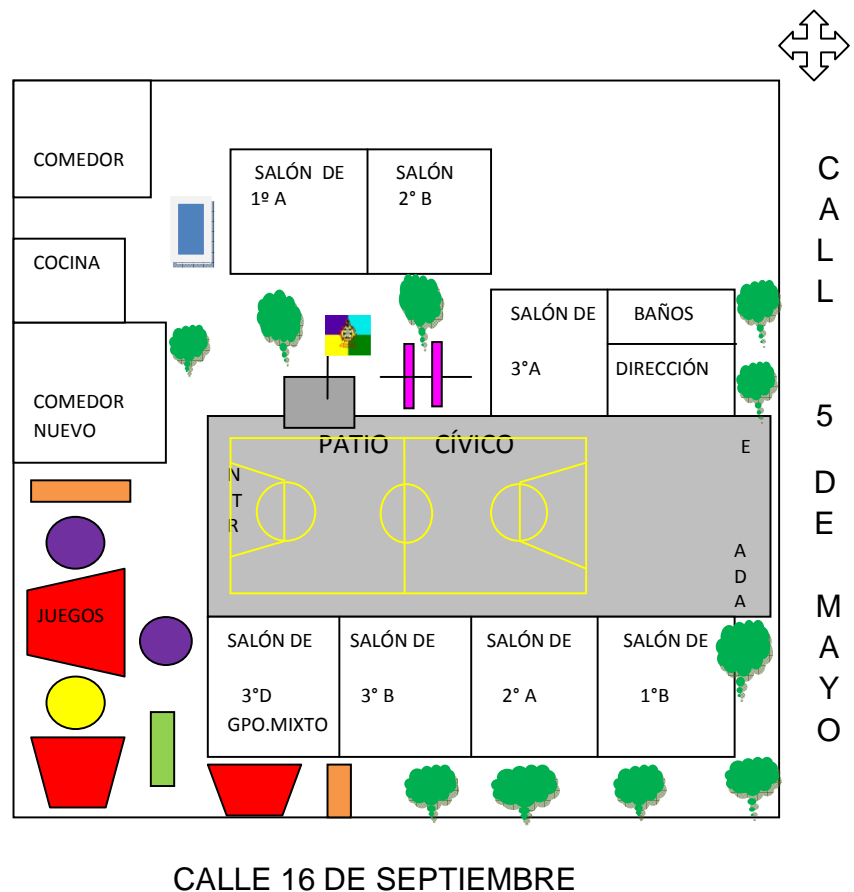 COMEDOR
SALÓN DE
1º A
SALÓN
2° B
COCINA
SALÓN DE
3°A
BAÑOS
DIRECCIÓN
COMEDOR
NUEVO
PATIO CÍVICO
E
N
T
R
A
D
A
JUEGOS
SALÓN DE
3°D
GPO.MIXTO
SALÓN DE
3° B
SALÓN DE
2° A
SALÓN DE
1°B
C
A
L
L
5
D
E
M
A
Y
O
CALLE 16 DE SEPTIEMBRE